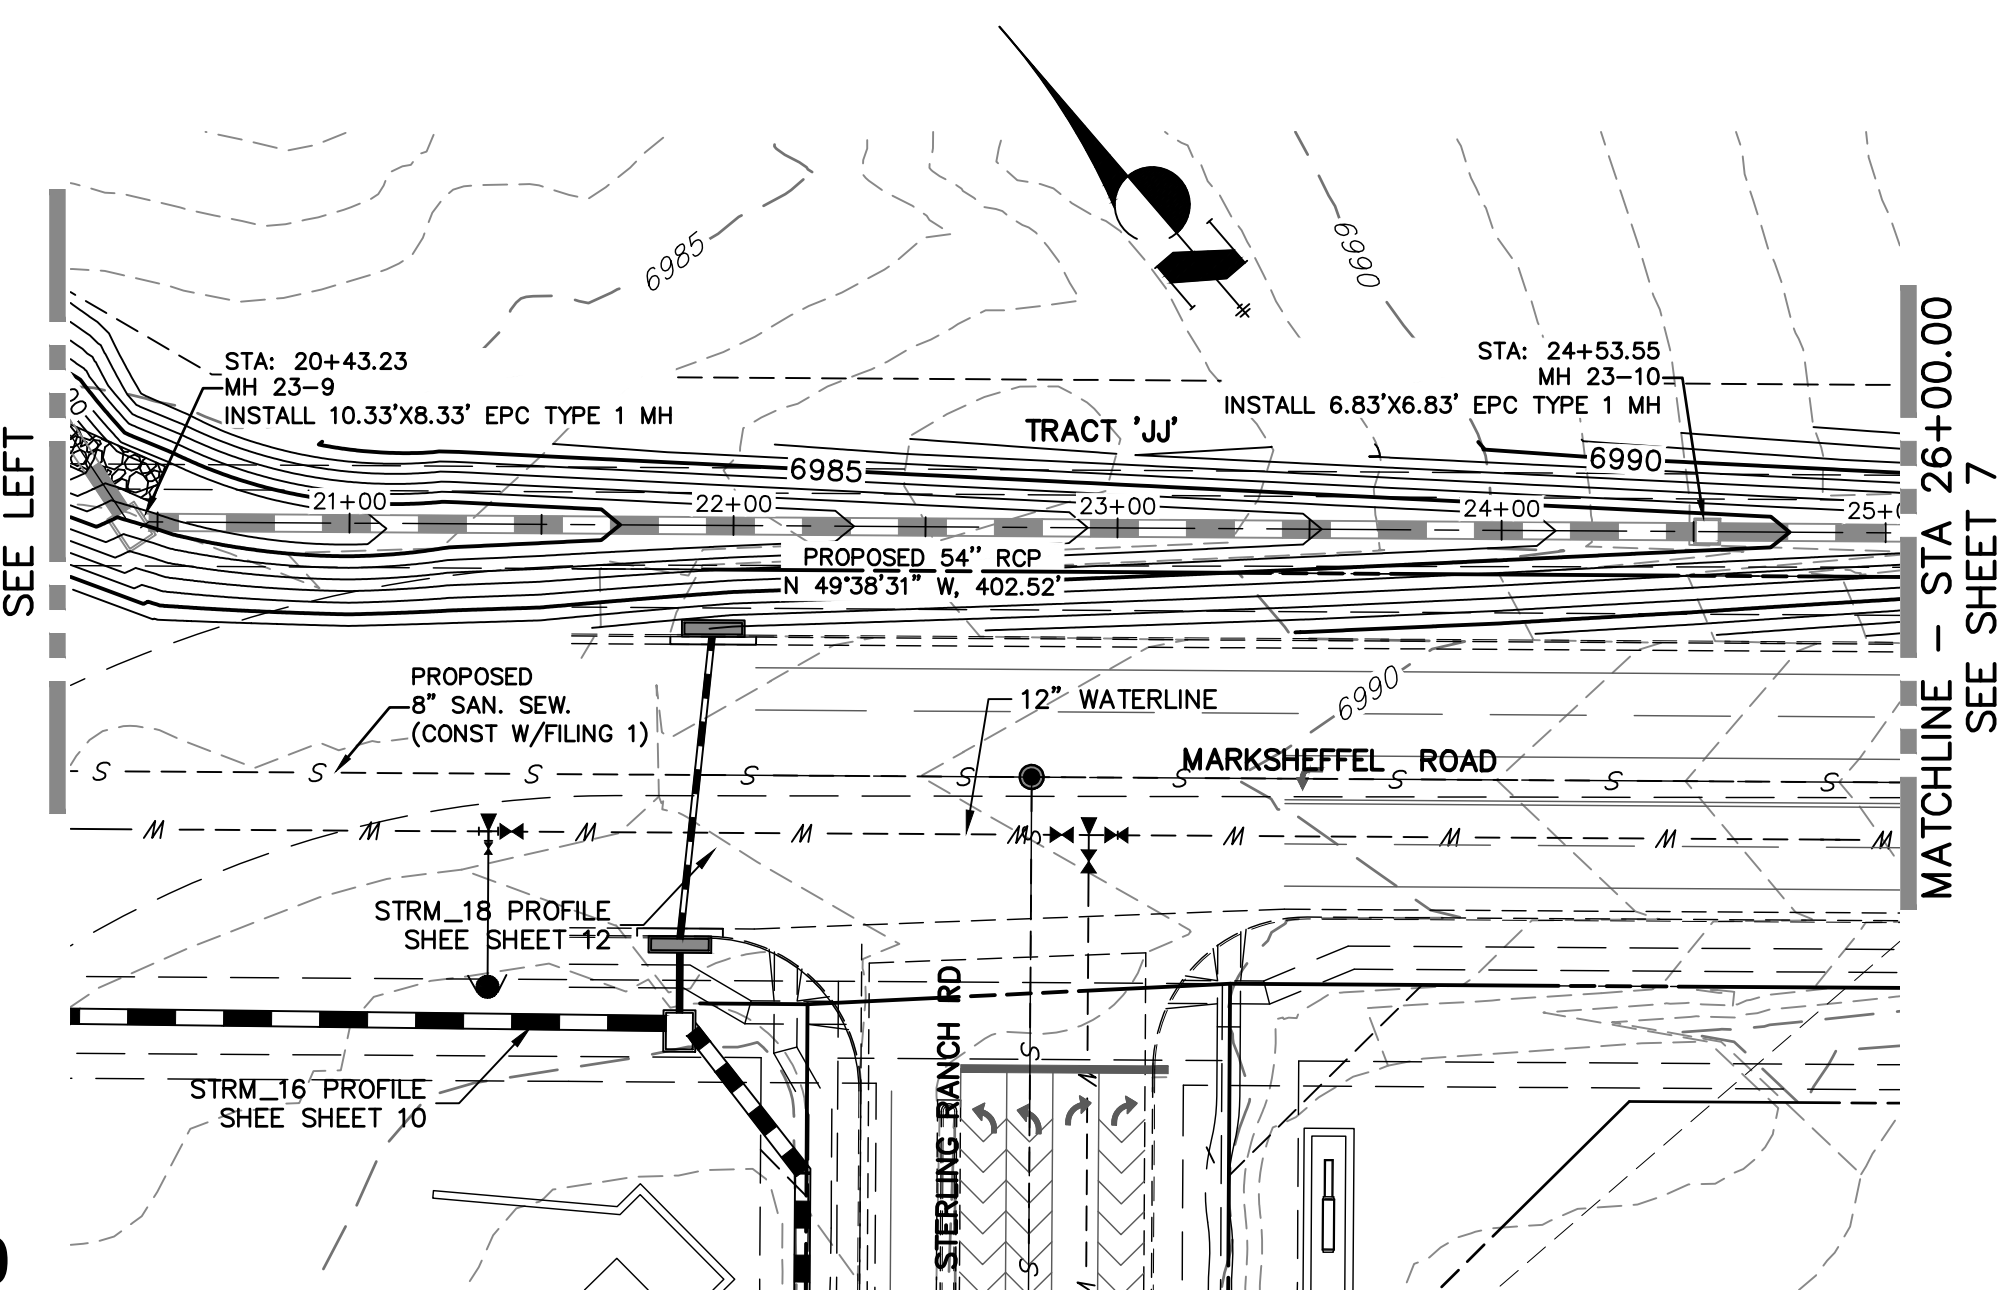 6985
6990
STA: 20+43.23
MH 23-9
INSTALL 10.33'X8.33' EPC TYPE 1 MH
STA: 24+53.55
MH 23-10
INSTALL 6.83'X6.83' EPC TYPE 1 MH
TRACT 'JJ'
6985
6990
21+00
22+00
23+00
24+00
PROPOSED 54" RCP
N 49°38'31" W, 402.52'
SEE LEFT
MATCHLINE - STA 26+00.00
SEE SHEET 7
PROPOSED
8" SAN. SEW.
(CONST W/FILING 1)
12" WATERLINE
6990
MARKSHEFFEL ROAD
S S S S S S S S S
W W W W W W W W W
S
STRM_18 PROFILE
SHEE SHEET 12
STERLING RANCH RD
S
W
STRM_16 PROFILE
SHEE SHEET 10
S
W